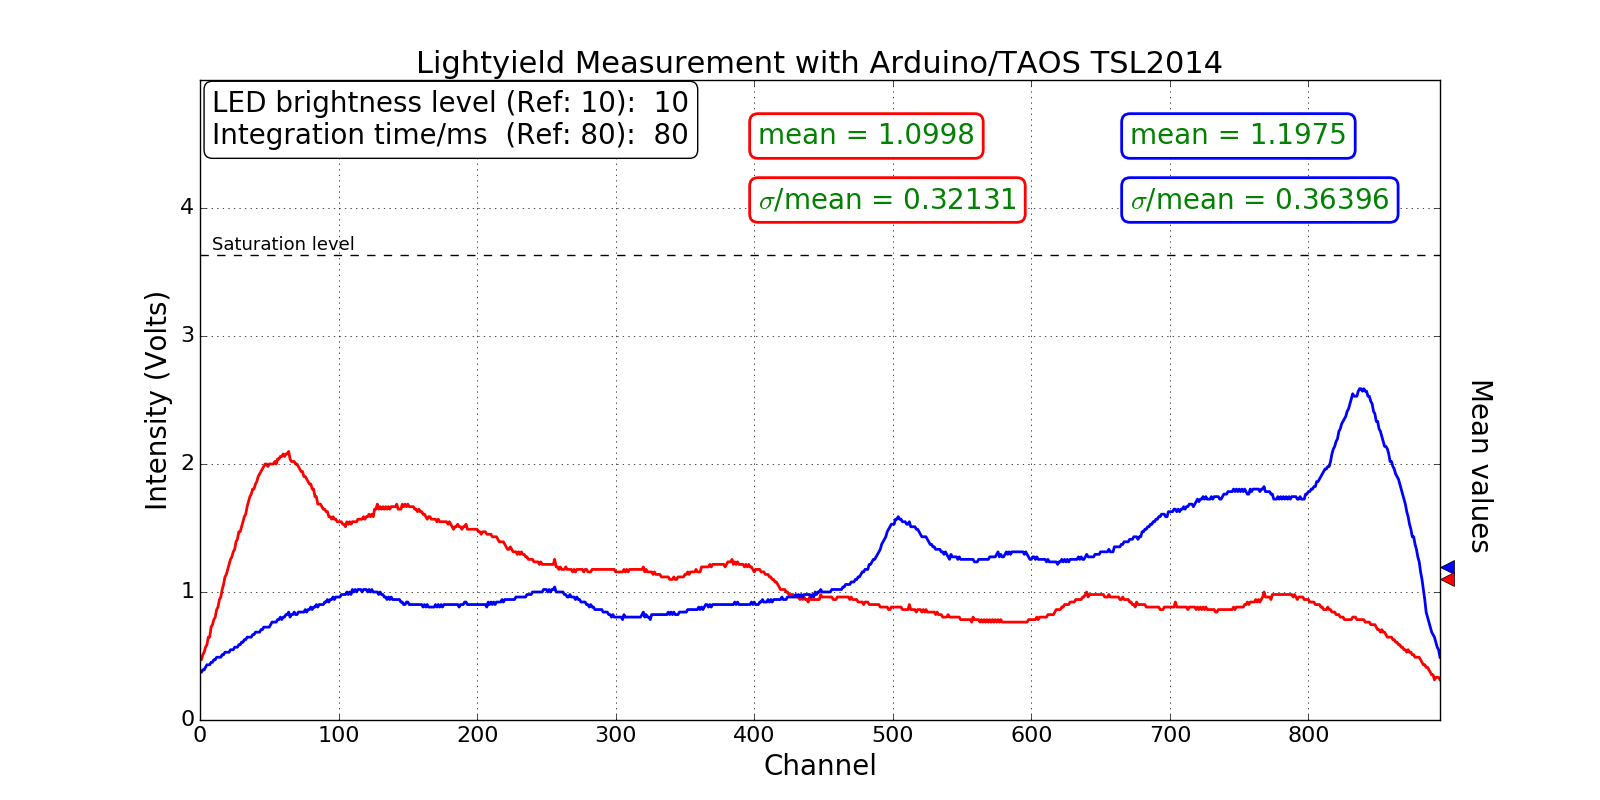 Lightyield Measurement with Arduino/TAOS TSL2014
LED brightness level (Ref: 10):  10
Integration time/ms  (Ref: 80):  80
mean = 1.0998
mean = 1.1975
σ/mean = 0.32131
σ/mean = 0.36396
Saturation level
Intensity (Volts)
4
3
2
1
0
0 100 200 300 400 500 600 700 800
Channel
Mean values